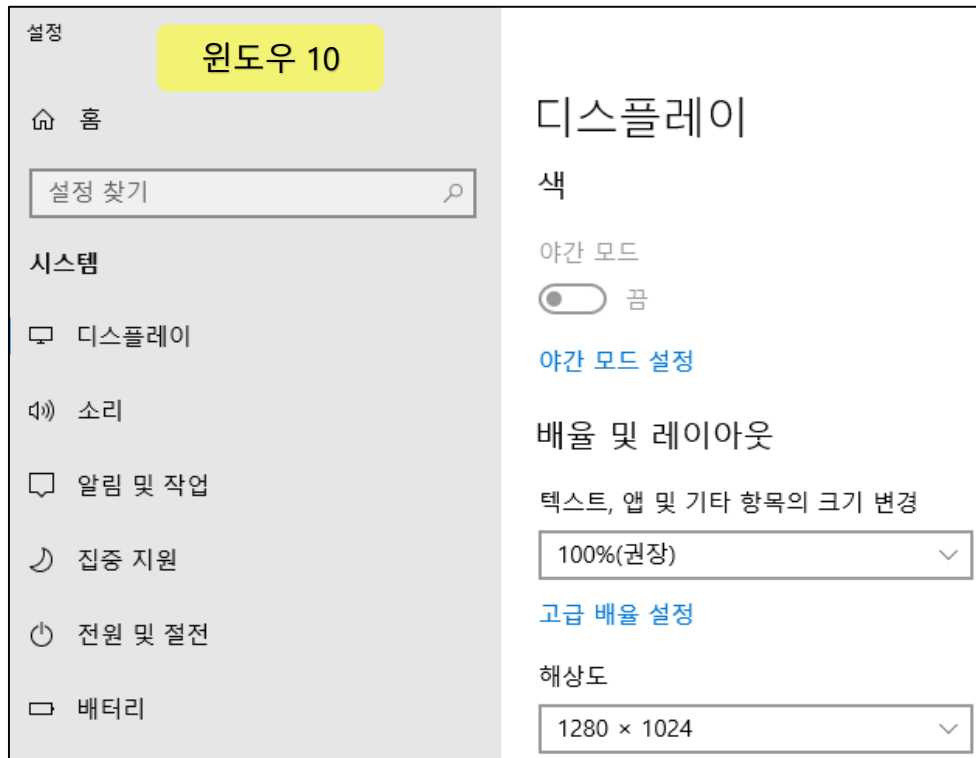 설정
윈도우 10
홈
설정 찾기
시스템
디스플레이
소리
알림 및 작업
집중 지원
전원 및 절전
배터리
디스플레이
색
야간 모드
끔
야간 모드 설정
배율 및 레이아웃
텍스트, 앱 및 기타 항목의 크기 변경
100%(권장)
고급 배율 설정
해상도
1280 × 1024